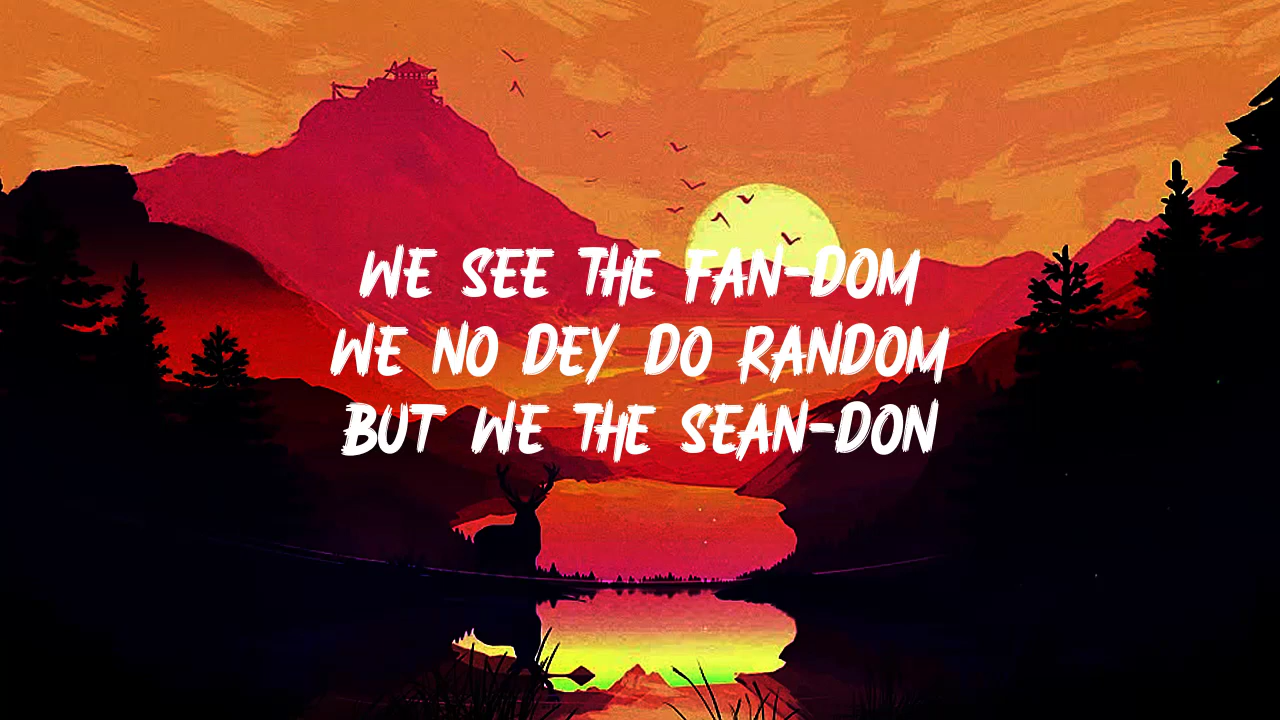 WE SEE THE FAN-DOM
WE NO DEY DO RANDOM
BUT WE THE SEAN-DON